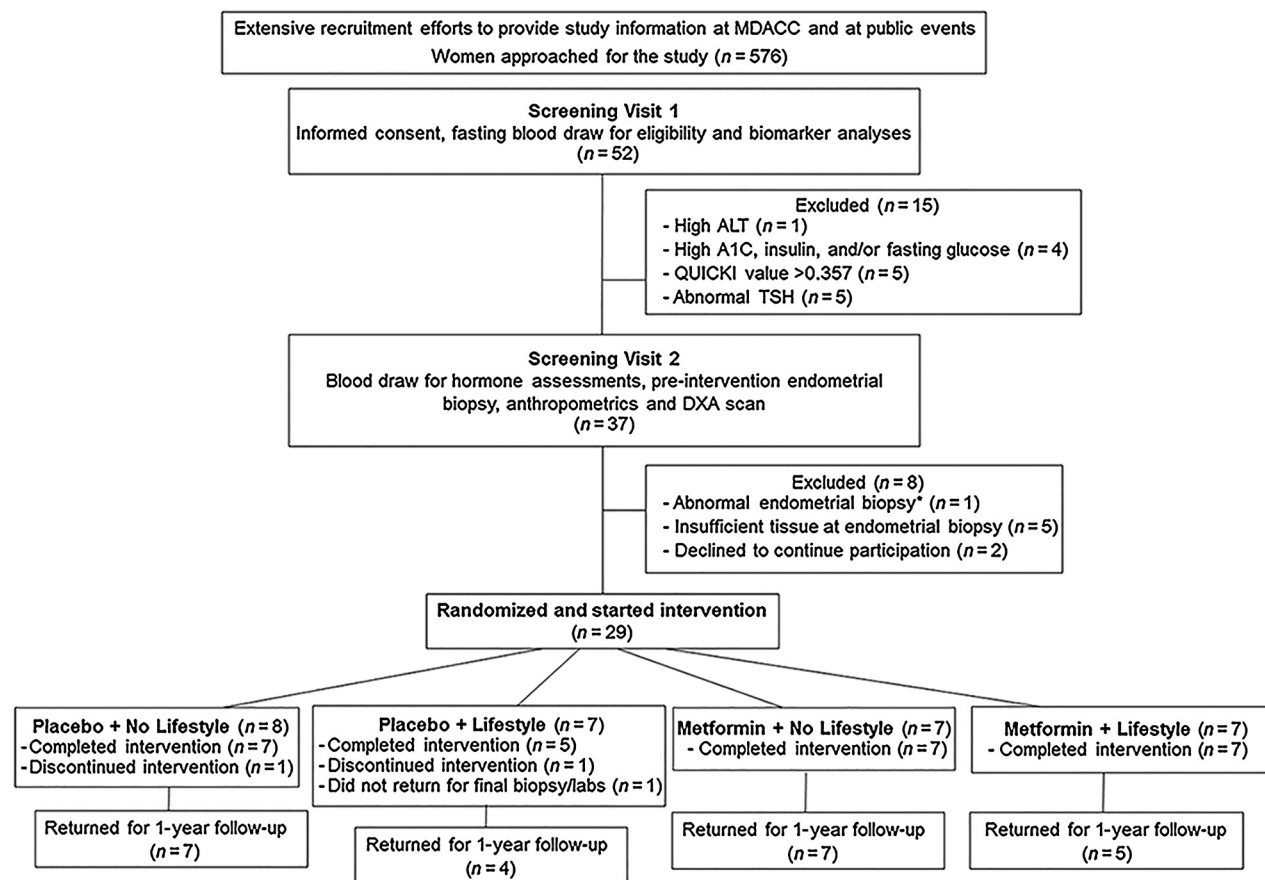 Extensive recruitment efforts to provide study information at MDACC and at public events
Women approached for the study (n = 576)
Screening Visit 1
Informed consent, fasting blood draw for eligibility and biomarker analyses
(n = 52)
Excluded (n = 15)
- High ALT (n = 1)
- High A1C, insulin, and/or fasting glucose (n = 4)
- QUICKI value >0.357 (n = 5)
- Abnormal TSH (n = 5)
Screening Visit 2
Blood draw for hormone assessments, pre-intervention endometrial
biopsy, anthropometrics and DXA scan
(n = 37)
Excluded (n = 8)
- Abnormal endometrial biopsy* (n = 1)
- Insufficient tissue at endometrial biopsy (n = 5)
- Declined to continue participation (n = 2)
Randomized and started intervention
(n = 29)
Placebo + No Lifestyle (n = 8)
- Completed intervention (n = 7)
- Discontinued intervention (n = 1)
Returned for 1-year follow-up
(n = 7)
Placebo + Lifestyle (n = 7)
- Completed intervention (n = 5)
- Discontinued intervention (n = 1)
- Did not return for final biopsy/labs (n = 1)
Returned for 1-year follow-up
(n = 4)
Metformin + No Lifestyle (n = 7)
- Completed intervention (n = 7)
Returned for 1-year follow-up
(n = 7)
Metformin + Lifestyle (n = 7)
- Completed intervention (n = 7)
Returned for 1-year follow-up
(n = 5)